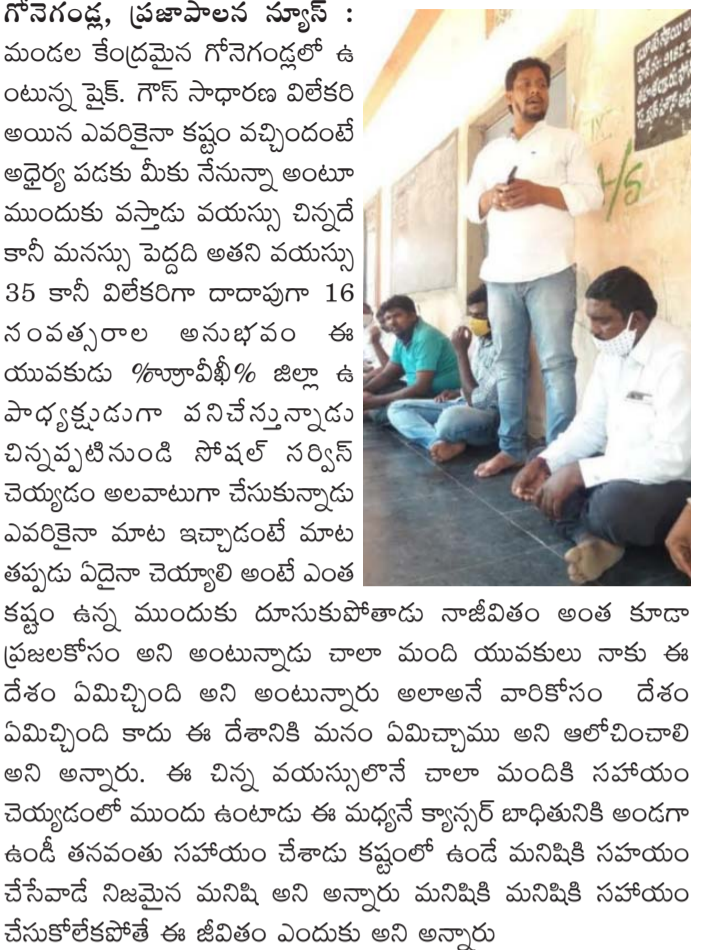 గోనెగండ్ల, ప్రజాపాలన న్యూస్ :
మండల కేంద్రమైన గోనెగండ్లలో ఉ
ంటున్న షైక్. గౌస్ సాధారణ విలేకరి
అయిన ఎవరికైనా కష్టం వచ్చిందంటే
అధైర్య పడకు మీకు నేనున్నా అంటూ
ముందుకు వస్తాడు వయస్సు చిన్నదే
కానీ మనస్సు పెద్దది అతని వయస్సు
35 కానీ విలేకరిగా దాదాపుగా 16
నంవత్సరాల అనుభవం ఈ
యువకుడు జిల్లా ఉ
పాధ్యక్షుడుగా వనిచేస్తున్నాడు
చిన్నప్పటినుండి సోషల్ నర్విస్
చెయ్యడం అలవాటుగా చేసుకున్నాడు
ఎవరికైనా మాట ఇచ్చాడంటే మాట
తప్పడు ఏదైనా చెయ్యాలి అంటే ఎంత
కష్టం ఉన్న ముందుకు దూసుకుపోతాడు నాజీవితం అంత కూడా
ప్రజలకోసం అని అంటున్నాడు చాలా మంది యువకులు నాకు ఈ
దేశం ఏమిచ్చింది అని అంటున్నారు అలాఅనే వారికోసం దేశం
ఏమిచ్చింది కాదు ఈ దేశానికి మనం ఏమిచ్చాము అని ఆలోచించాలి
అని అన్నారు. ఈ చిన్న వయస్సులొనే చాలా మందికి సహాయం
చెయ్యడంలో ముందు ఉంటాడు ఈ మధ్యనే క్యాన్సర్ బాధితునికి అండగా
ఉండీ తనవంతు సహాయం చేశాడు కష్టంలో ఉండే మనిషికి సహయం
చేసేవాడే నిజమైన మనిషి అని అన్నారు మనిషికి మనిషికి సహాయం
చేసుకోలేకపోతే ఈ జీవితం ఎందుకు అని అన్నారు